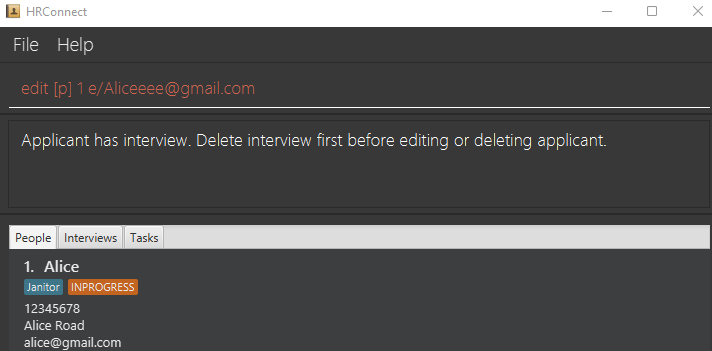 HRConnect
File Help
edit [p] 1 e/Aliceeee@gmail.com
Applicant has interview. Delete interview first before editing or deleting applicant.
People Interviews Tasks
1. Alice
Janitor INPROGRESS
12345678
Alice Road
alice@gmail.com